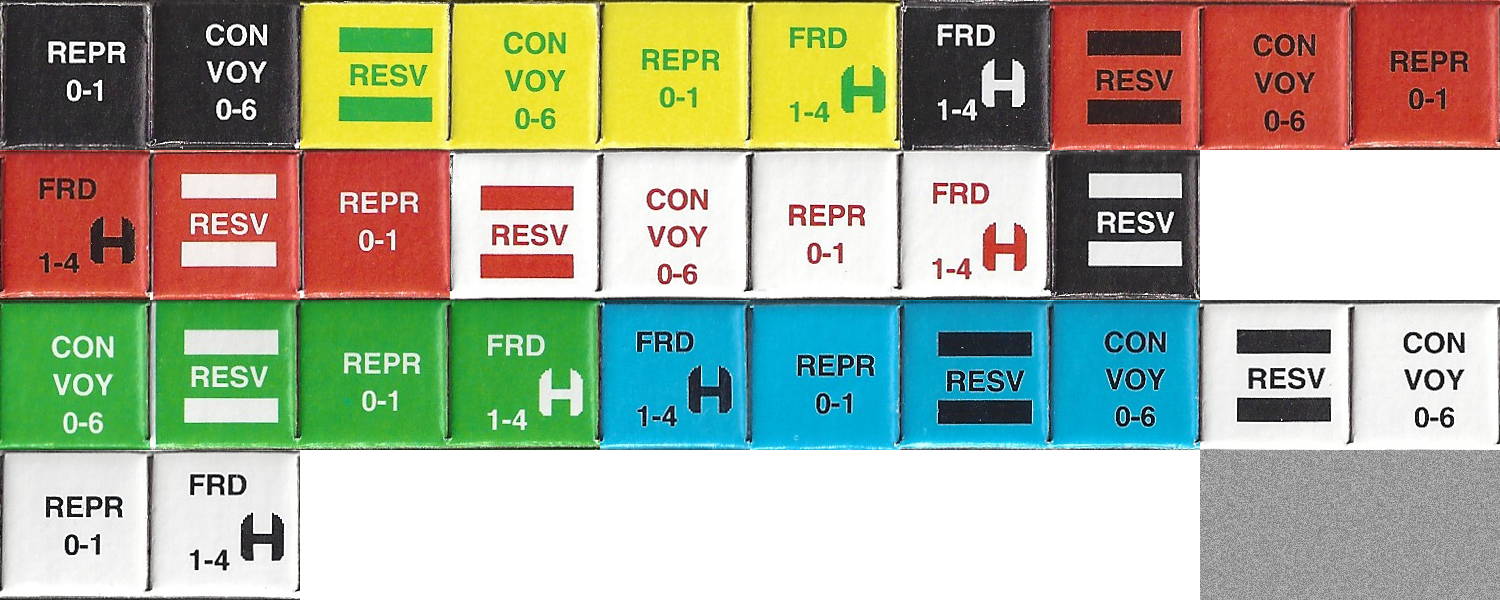 REPR
0-1
CON
VOY
0-6
RESV
CON
VOY
0-6
REPR
0-1
FRD
1-4 H
FRD
1-4 H
RESV
CON
VOY
0-6
REPR
0-1
FRD
1-4 H
RESV
REPR
0-1
RESV
CON
VOY
0-6
REPR
0-1
FRD
1-4 H
RESV
CON
VOY
0-6
RESV
REPR
0-1
FRD
1-4 H
FRD
1-4 H
REPR
0-1
RESV
CON
VOY
0-6
RESV
CON
VOY
0-6
REPR
0-1
FRD
1-4 H